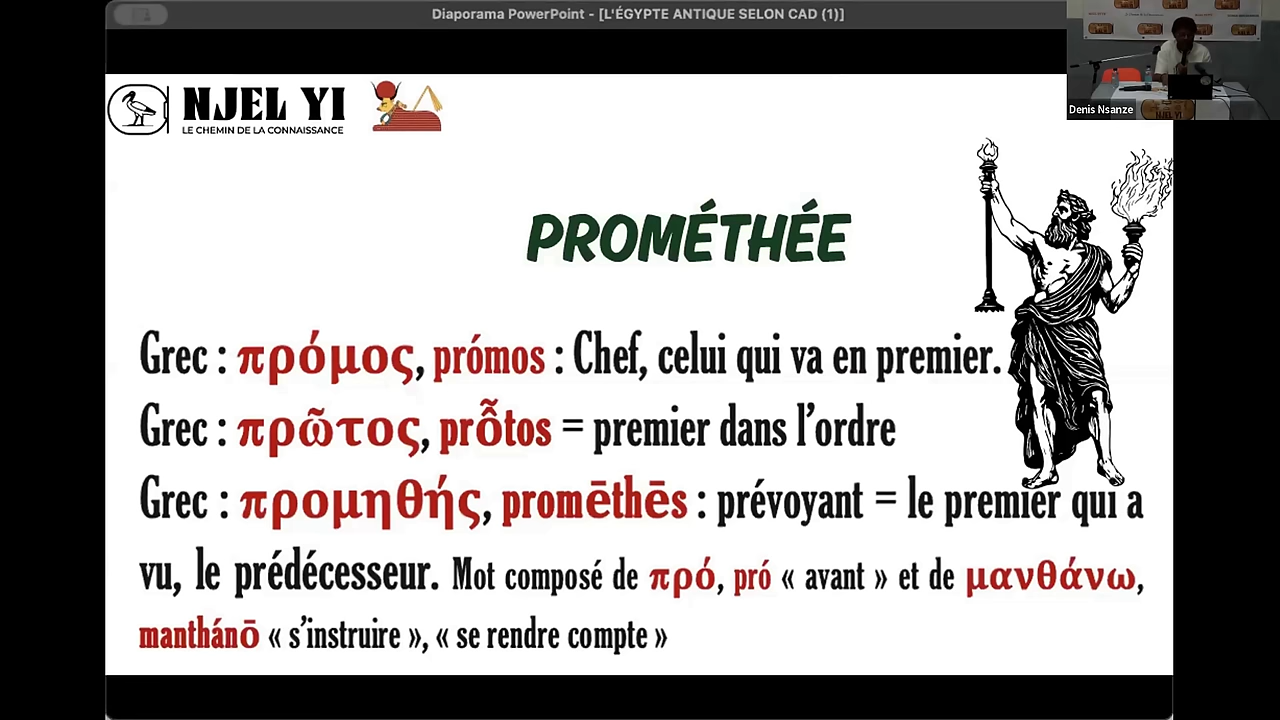 Diaporama PowerPoint - [L'ÉGYPTE ANTIQUE SELON CAD (1)]
NJEL YI
LE CHEMIN DE LA CONNAISSANCE
Denis Nsanze
PROMÉTHÉE
Grec : πρόμος, prómos : Chef, celui qui va en premier.
Grec : πρῶτος, prỗtos = premier dans l’ordre
Grec : προμηθής, promēthēs : prévoyant = le premier qui a
vu, le prédécesseur. Mot composé de πρό, pró « avant » et de μανθάνω,
manthánō « s’instruire », « se rendre compte »